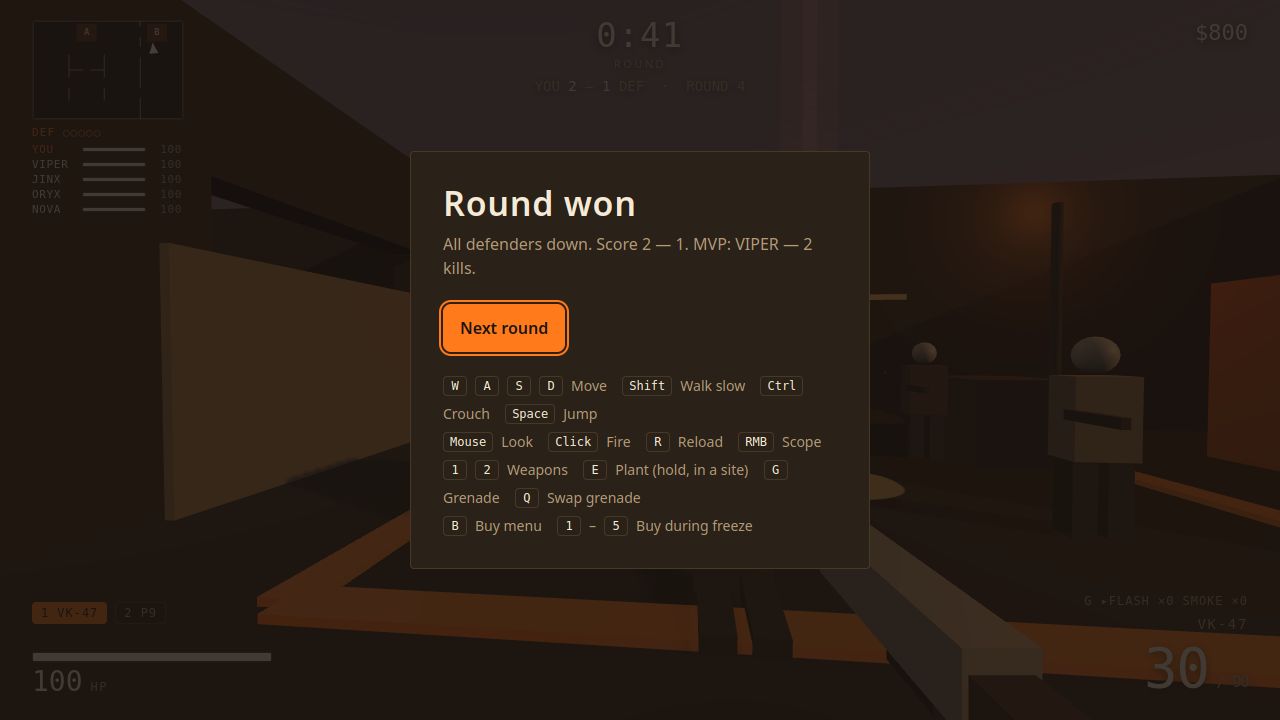 A B
0:41
ROUND
YOU 2 — 1 DEF · ROUND 4
$800
DEF ○○○○○
YOU 100
VIPER 100
JINX 100
ORYX 100
NOVA 100
Round won
All defenders down. Score 2 — 1. MVP: VIPER — 2
kills.
Next round
W A S D Move Shift Walk slow Ctrl
Crouch Space Jump
Mouse Look Click Fire R Reload RMB Scope
1 2 Weapons E Plant (hold, in a site) G
Grenade Q Swap grenade
B Buy menu 1 – 5 Buy during freeze
1 VK-47 2 P9
100 HP
G ▸FLASH ×0 SMOKE ×0
VK-47
30 / 90